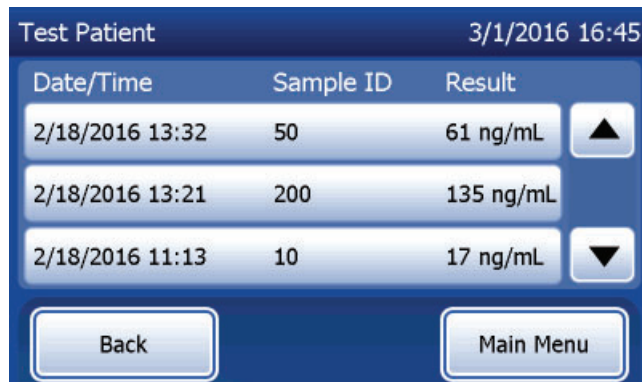 Test Patient 3/1/2016 16:45
Date/Time Sample ID Result
2/18/2016 13:32 50 61 ng/mL
2/18/2016 13:21 200 135 ng/mL
2/18/2016 11:13 10 17 ng/mL
Back Main Menu